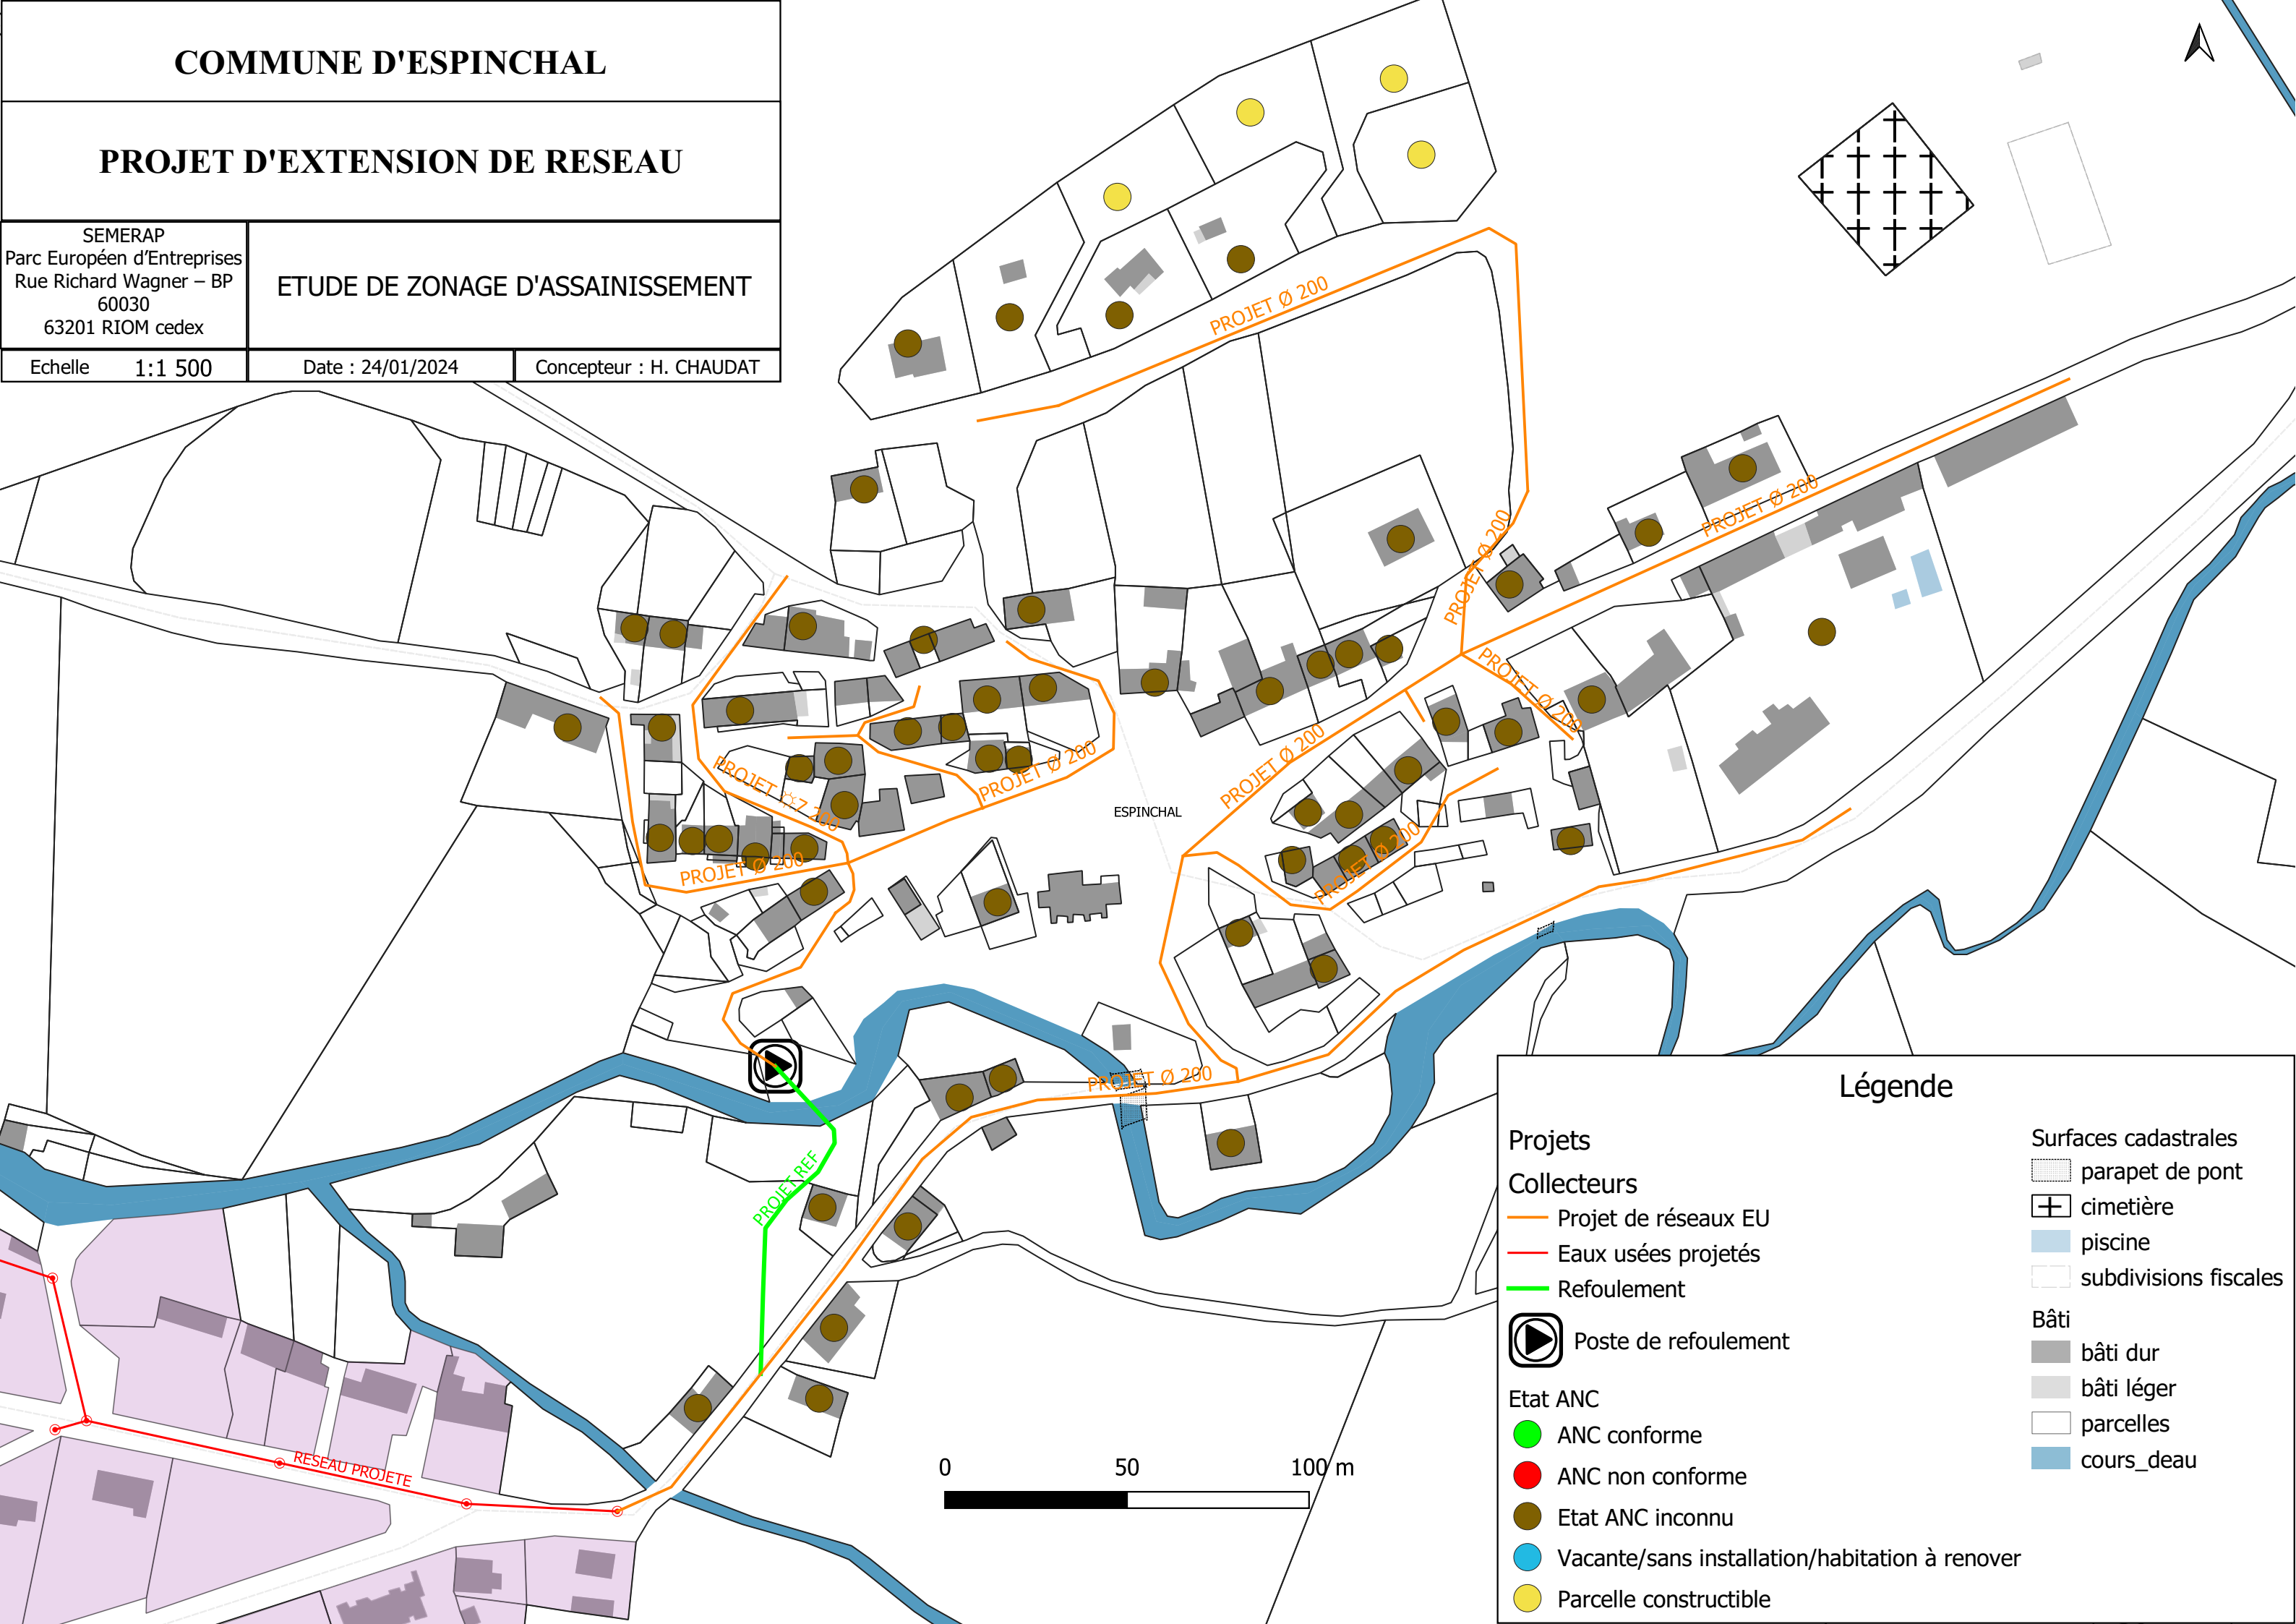 COMMUNE D'ESPINCHAL
PROJET D'EXTENSION DE RESEAU
SEMERAP
Parc Européen d'Entreprises
Rue Richard Wagner – BP
60030
63201 RIOM cedex
ETUDE DE ZONAGE D'ASSAINISSEMENT
Echelle 1:1 500
Date : 24/01/2024
Concepteur : H. CHAUDAT
PROJET Ø 200
PROJET Ø 200
PROJET Ø 200
PROJET Ø 200
PROJET Ø 200
PROJET Ø 200
PROJET 200
PROJET Ø 200
PROJET Ø 200
PROJET Ø 200
ESPINCHAL
PROJET Ø 200
PROJET REF
RESEAU PROJETE
0 50 100 m
Légende
Projets
Collecteurs
Projet de réseaux EU
Eaux usées projetés
Refoulement
Poste de refoulement
Etat ANC
ANC conforme
ANC non conforme
Etat ANC inconnu
Vacante/sans installation/habitation à renover
Parcelle constructible
Surfaces cadastrales
parapet de pont
cimetière
piscine
subdivisions fiscales
Bâti
bâti dur
bâti léger
parcelles
cours_deau